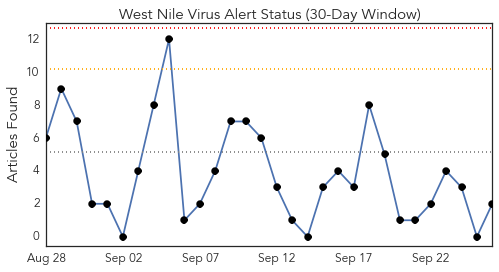 West Nile Virus Alert Status (30-Day Window)
Articles Found
12
10
8
6
4
2
0
Aug 28 Sep 02 Sep 07 Sep 12 Sep 17 Sep 22